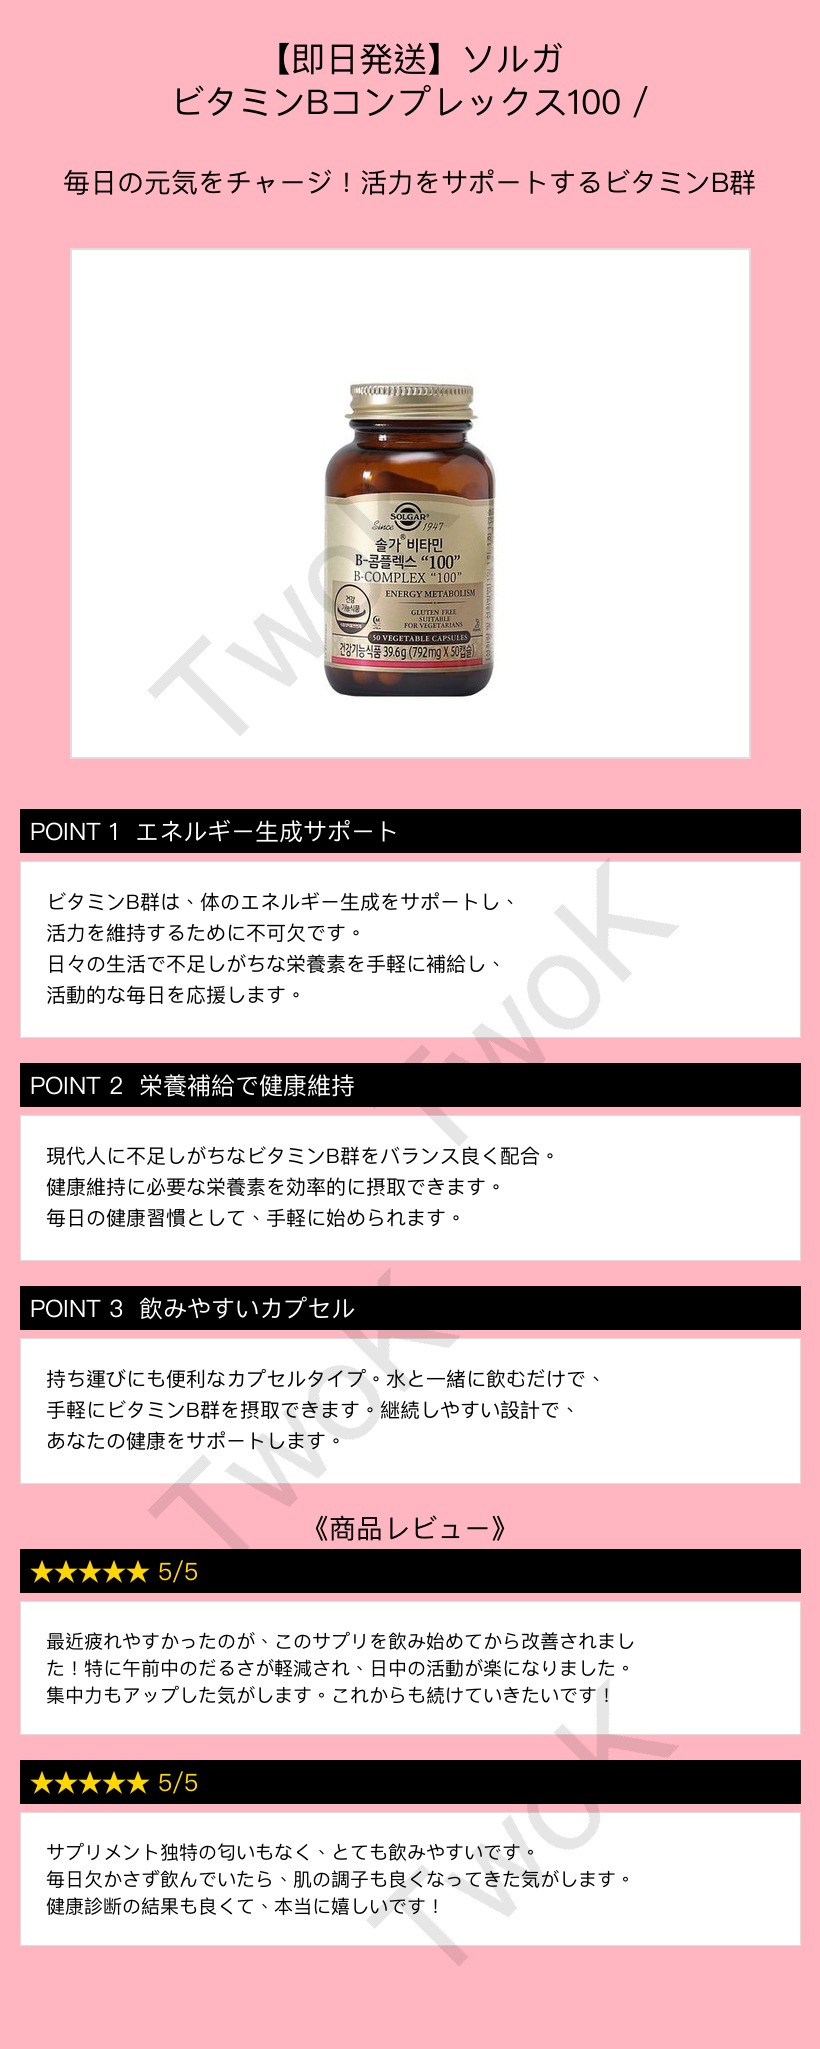 【即日発送】ソルガ
ビタミンBコンプレックス100 /
毎日の元気をチャージ！活力をサポートするビタミンB群
SOLGAR®
Since 1947
솔가® 비타민
B-콤플렉스 “100”
B-COMPLEX “100”
ENERGY METABOLISM
건강
기능식품
GLUTEN FREE
SUITABLE
FOR VEGETARIANS
50 VEGETABLE CAPSULES
건강기능식품 39.6g (792mg X 50캡슐)
TwoK
POINT 1 エネルギー生成サポート
ビタミンB群は、体のエネルギー生成をサポートし、
活力を維持するために不可欠です。
日々の生活で不足しがちな栄養素を手軽に補給し、
活動的な毎日を応援します。
TwoK
POINT 2 栄養補給で健康維持
現代人に不足しがちなビタミンB群をバランス良く配合。
健康維持に必要な栄養素を効率的に摂取できます。
毎日の健康習慣として、手軽に始められます。
POINT 3 飲みやすいカプセル
持ち運びにも便利なカプセルタイプ。水と一緒に飲むだけで、
手軽にビタミンB群を摂取できます。継続しやすい設計で、
あなたの健康をサポートします。
TwoK
《商品レビュー》
★★★★★ 5/5
最近疲れやすかったのが、このサプリを飲み始めてから改善されまし
た！特に午前中のだるさが軽減され、日中の活動が楽になりました。
集中力もアップした気がします。これからも続けていきたいです！
★★★★★ 5/5
サプリメント独特の匂いもなく、とても飲みやすいです。
毎日欠かさず飲んでいたら、肌の調子も良くなってきた気がします。
健康診断の結果も良くて、本当に嬉しいです！
TwoK